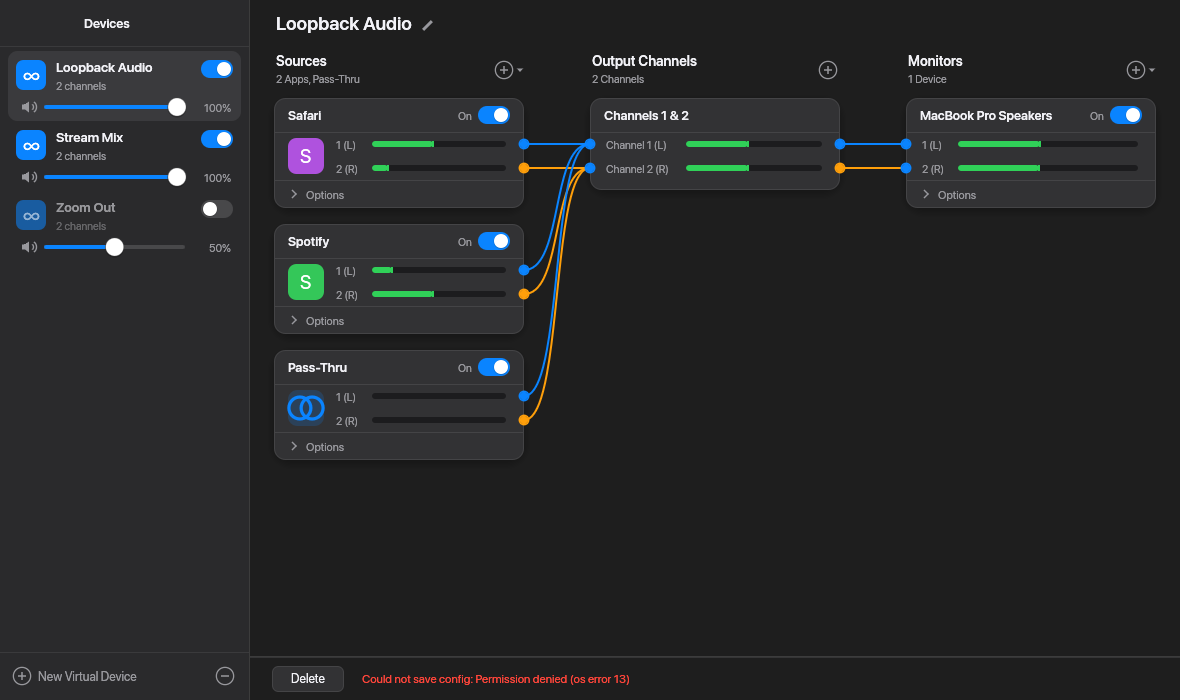 Devices
Loopback Audio
2 channels
100%
Stream Mix
2 channels
100%
Zoom Out
2 channels
50%
New Virtual Device
Loopback Audio
Sources
2 Apps, Pass-Thru
Safari
On
S
1 (L)
2 (R)
Options
Spotify
On
S
1 (L)
2 (R)
Options
Pass-Thru
On
1 (L)
2 (R)
Options
Output Channels
2 Channels
Channels 1 & 2
Channel 1 (L)
Channel 2 (R)
Monitors
1 Device
MacBook Pro Speakers
On
1 (L)
2 (R)
Options
Delete
Could not save config: Permission denied (os error 13)